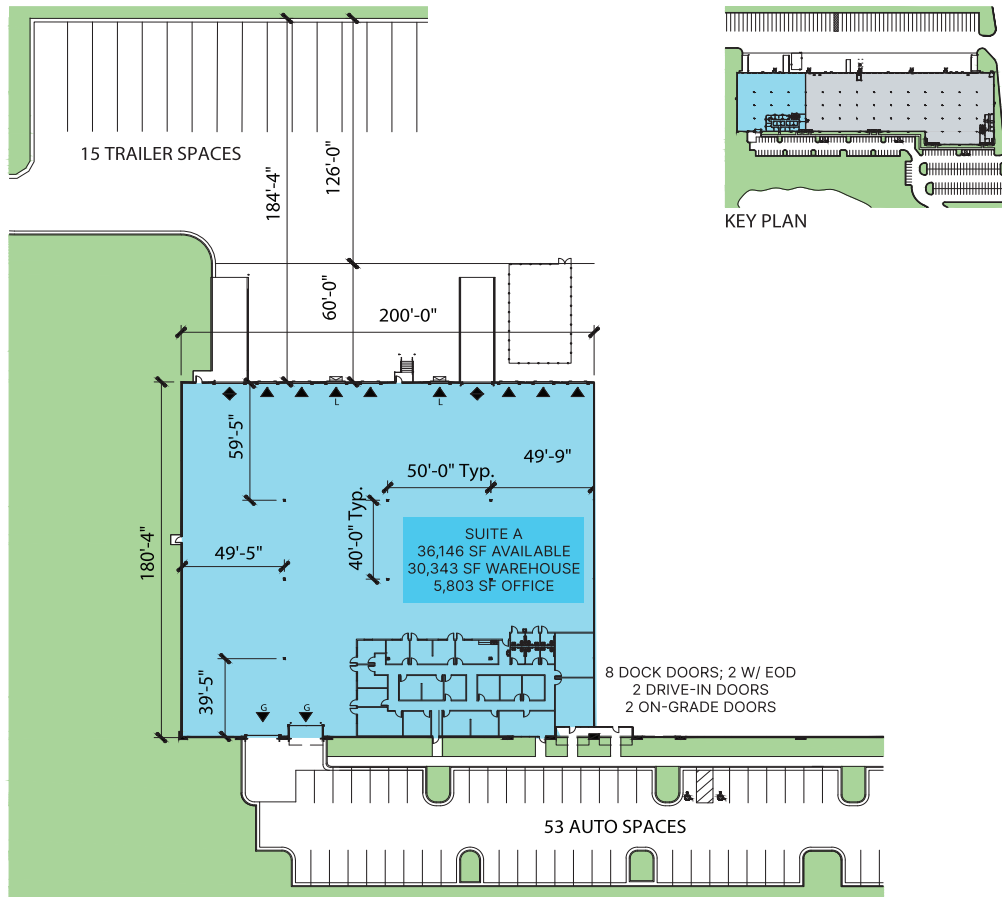 15 TRAILER SPACES
184'-4"
126'-0"
60'-0"
200'-0"
KEY PLAN
L
L
59'-5"
50'-0" Typ.
49'-9"
40'-0" Typ.
180'-4"
49'-5"
SUITE A
36,146 SF AVAILABLE
30,343 SF WAREHOUSE
5,803 SF OFFICE
39'-5"
G
G
8 DOCK DOORS; 2 W/ EOD
2 DRIVE-IN DOORS
2 ON-GRADE DOORS
53 AUTO SPACES